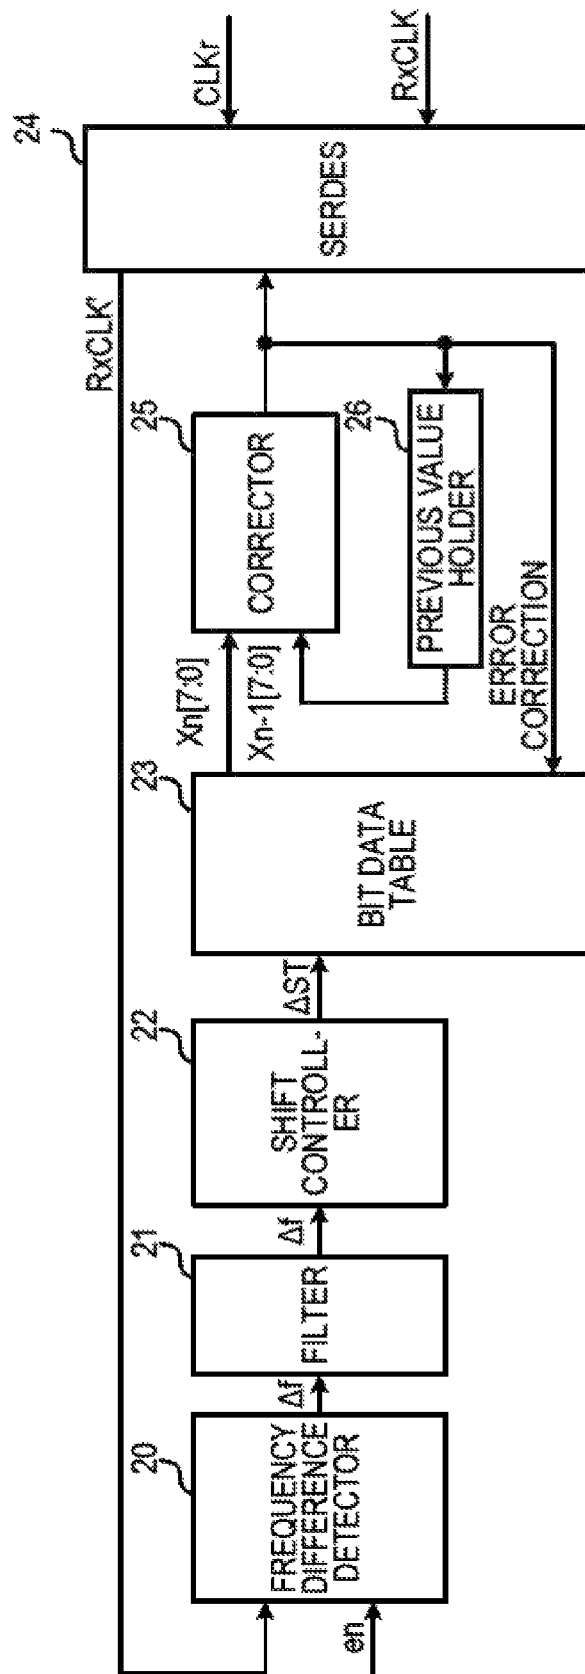 20
FREQUENCY
DIFFERENCE
DETECTOR
en
Δf
21
FILTER
Δf
22
SHIFT
CONTROLL-
ER
ΔST
23
BIT DATA
TABLE
Xn[7:0]
Xn-1[7:0]
25
CORRECTOR
26
PREVIOUS VALUE
HOLDER
ERROR
CORRECTION
RxCLK'
24
SERDES
CLKr
RxCLK